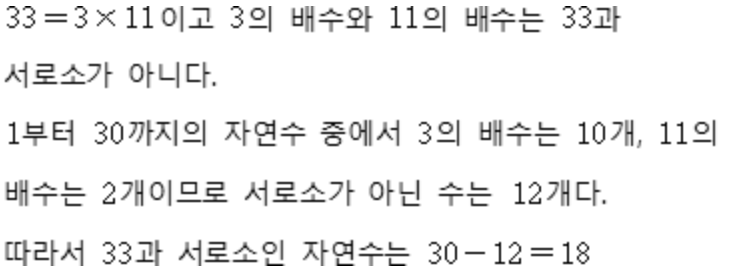 33=3×11이고 3의 배수와 11의 배수는 33과
서로소가 아니다.
1부터 30까지의 자연수 중에서 3의 배수는 10개, 11의
배수는 2개이므로 서로소가 아닌 수는 12개다.
따라서 33과 서로소인 자연수는 30-12=18